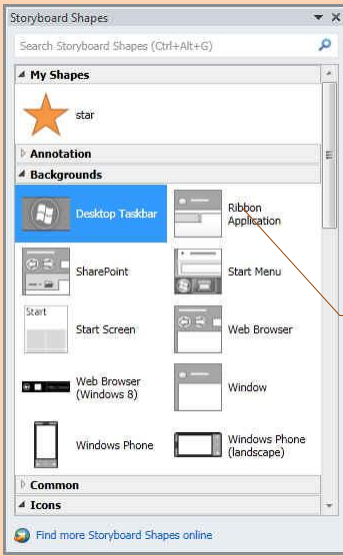 Storyboard Shapes
Search Storyboard Shapes (Ctrl+Alt+G)
My Shapes
star
Annotation
Backgrounds
Desktop Taskbar
Ribbon
Application
SharePoint
Start Menu
Start
Start Screen
Web Browser
Web Browser
(Windows 8)
Window
Windows Phone
Windows Phone
(landscape)
Common
Icons
Find more Storyboard Shapes online